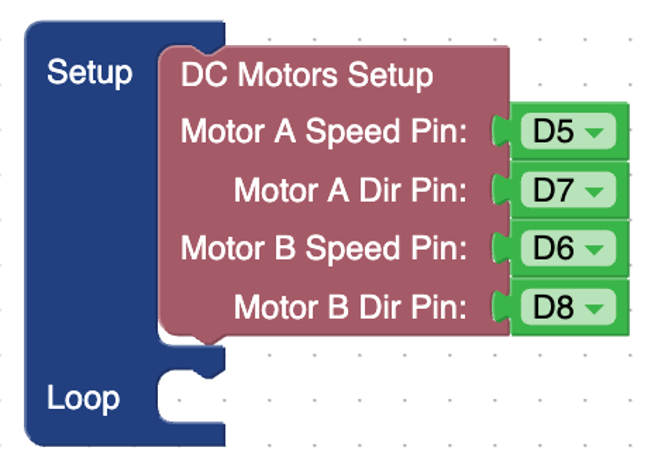 Setup
DC Motors Setup
Motor A Speed Pin: D5
Motor A Dir Pin: D7
Motor B Speed Pin: D6
Motor B Dir Pin: D8
Loop